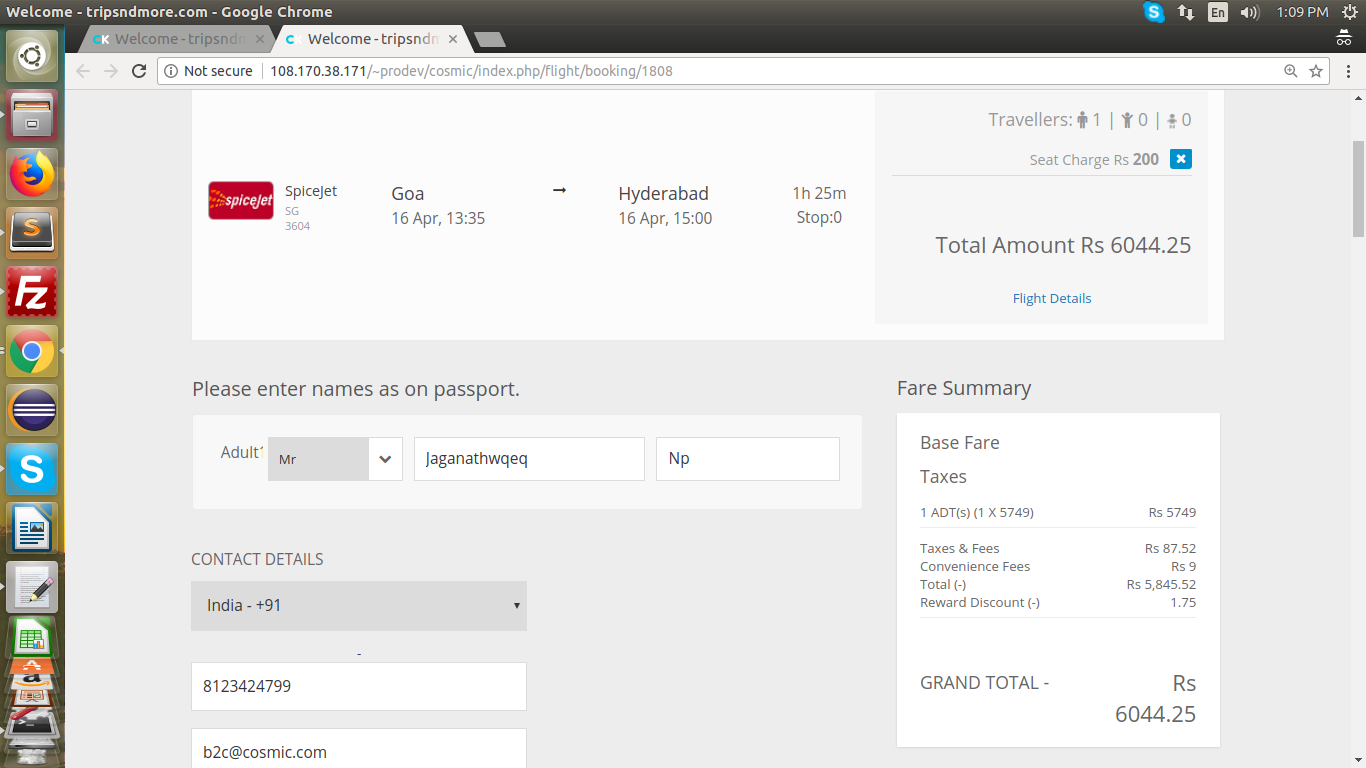 Welcome - tripsndmore.com - Google Chrome
En
1:09 PM
CK Welcome - tripsndm
CK Welcome - tripsndm
Not secure
108.170.38.171/~prodev/cosmic/index.php/flight/booking/1808
Travellers: 1 | 0 | 0
Seat Charge Rs 200
spiceJet
SpiceJet
SG
3604
Goa
16 Apr, 13:35
Hyderabad
16 Apr, 15:00
1h 25m
Stop:0
Total Amount Rs 6044.25
Flight Details
Please enter names as on passport.
Adult1
Mr
Jaganathwqeq
Np
CONTACT DETAILS
India - +91
-
8123424799
b2c@cosmic.com
Fare Summary
Base Fare
Taxes
1 ADT(s) (1 X 5749) Rs 5749
Taxes & Fees Rs 87.52
Convenience Fees Rs 9
Total (-) Rs 5,845.52
Reward Discount (-) 1.75
GRAND TOTAL - Rs
6044.25